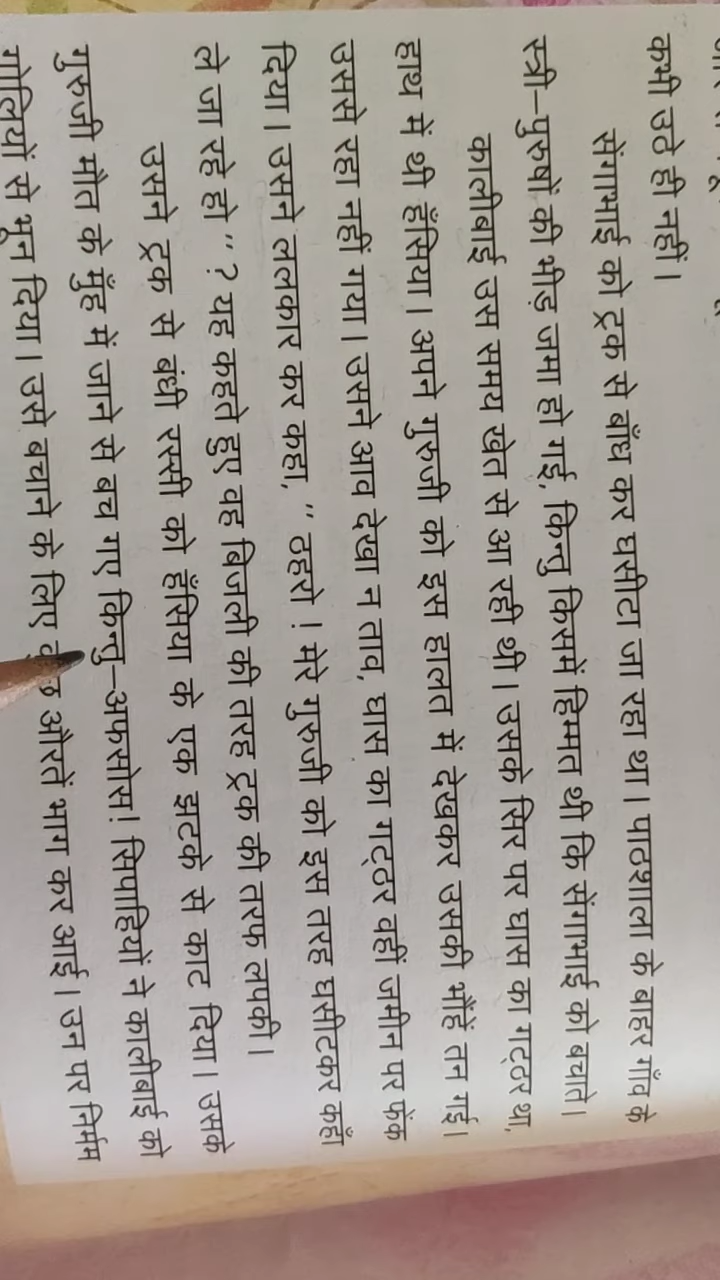 कभी उठे ही नहीं।
सेंगाभाई को ट्रक से बाँध कर घसीटा जा रहा था। पाठशाला के बाहर गाँव के
स्त्री-पुरुषों की भीड़ जमा हो गई, किन्तु किसमें हिम्मत थी कि सेंगाभाई को बचाते।
कालीबाई उस समय खेत से आ रही थी। उसके सिर पर घास का गट्ठर था,
हाथ में थी हँसिया। अपने गुरुजी को इस हालत में देखकर उसकी भौंहें तन गई।
उससे रहा नहीं गया। उसने आव देखा न ताव, घास का गट्ठर वहीं जमीन पर फेंक
दिया। उसने ललकार कर कहा, " ठहरो ! मेरे गुरुजी को इस तरह घसीटकर कहाँ
ले जा रहे हो "? यह कहते हुए वह बिजली की तरह ट्रक की तरफ लपकी।
उसने ट्रक से बंधी रस्सी को हँसिया के एक झटके से काट दिया। उसके
गुरुजी मौत के मुँह में जाने से बच गए किन्तु-अफसोस! सिपाहियों ने कालीबाई को
गोलियों से भून दिया। उसे बचाने के लिए औरतें भाग कर आई। उन पर निर्मम